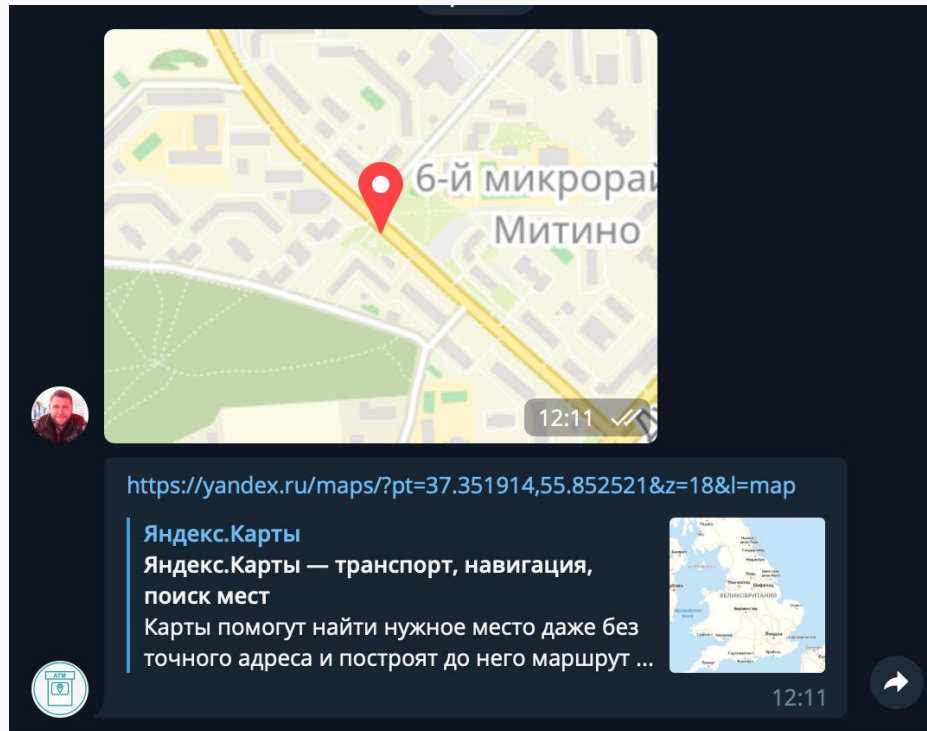 6-й микрорай
Митино
12:11
https://yandex.ru/maps/?pt=37.351914,55.852521&z=18&l=map
Яндекс.Карты
Яндекс.Карты — транспорт, навигация,
поиск мест
Карты помогут найти нужное место даже без
точного адреса и построят до него маршрут ...
ВЕЛИКОБРИТАНИЯ
ATM
12:11